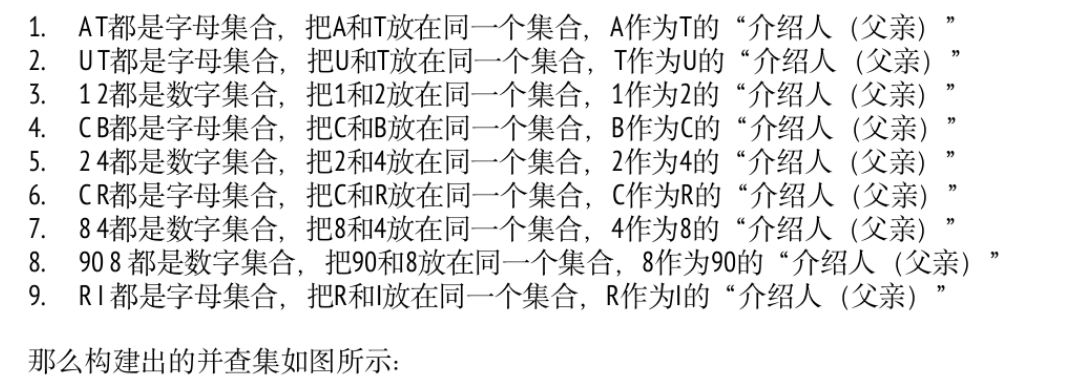 1. A T都是字母集合，把A和T放在同一个集合，A作为T的“介绍人（父亲）”
2. U T都是字母集合，把U和T放在同一个集合，T作为U的“介绍人（父亲）”
3. 1 2都是数字集合，把1和2放在同一个集合，1作为2的“介绍人（父亲）”
4. C B都是字母集合，把C和B放在同一个集合，B作为C的“介绍人（父亲）”
5. 2 4都是数字集合，把2和4放在同一个集合，2作为4的“介绍人（父亲）”
6. C R都是字母集合，把C和R放在同一个集合，C作为R的“介绍人（父亲）”
7. 8 4都是数字集合，把8和4放在同一个集合，4作为8的“介绍人（父亲）”
8. 90 8 都是数字集合，把90和8放在同一个集合，8作为90的“介绍人（父亲）”
9. R I 都是字母集合，把R和I放在同一个集合，R作为I的“介绍人（父亲）”
那么构建出的并查集如图所示：